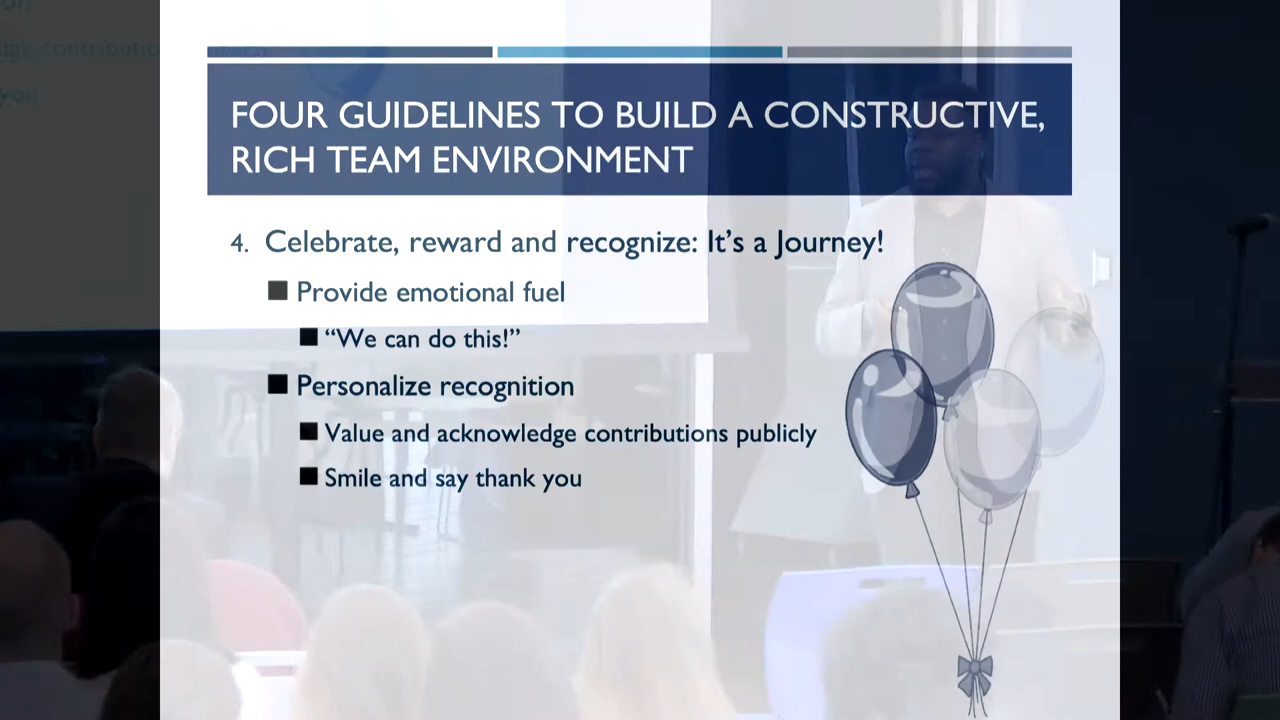 FOUR GUIDELINES TO BUILD A CONSTRUCTIVE,
RICH TEAM ENVIRONMENT
4. Celebrate, reward and recognize: It’s a Journey!
Provide emotional fuel
“We can do this!”
Personalize recognition
Value and acknowledge contributions publicly
Smile and say thank you